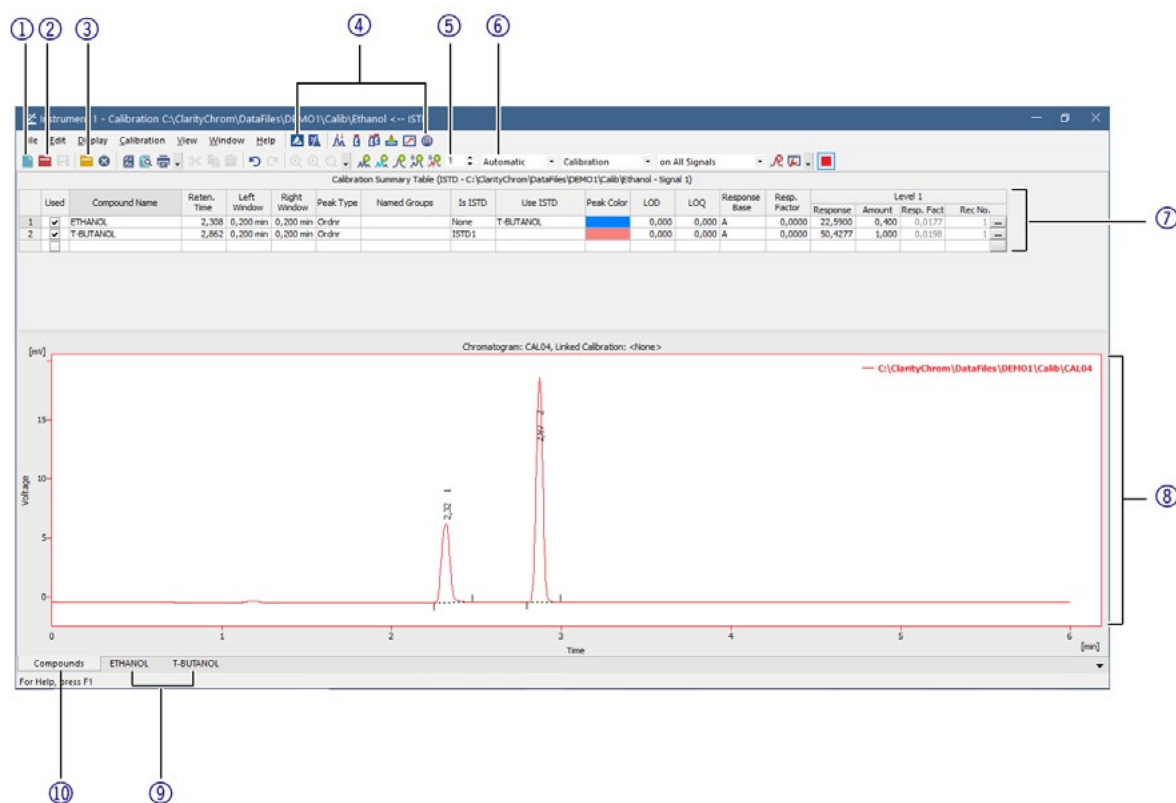 ① ② ③ ④ ⑤ ⑥
Instrument 1 - Calibration C:\ClarityChrom\DataFiles\DEMO1\Calib\Ethanol <-- ISTD
File Edit Display Calibration View Window Help
1 Automatic Calibration on All Signals
Calibration Summary Table (ISTD - C:\ClarityChrom\DataFiles\DEMO1\Calib\Ethanol - Signal 1)
Used Compound Name Reten. Time Left Window Right Window Peak Type Named Groups Is ISTD Use ISTD Peak Color LOD LOQ Response Base Resp. Factor Level 1
Response Amount Resp. Fact Rec No.
1 ETHANOL 2,308 0,200 min 0,200 min Ordnr None T-BUTANOL 0,000 0,000 A 0,0000 22,5900 0,400 0,0177 1 ...
2 T-BUTANOL 2,862 0,200 min 0,200 min Ordnr ISTD1 0,000 0,000 A 0,0000 50,4277 1,000 0,0198 1 ...
⑦
Chromatogram: CAL04, Linked Calibration: <None>
[mV]
C:\ClarityChrom\DataFiles\DEMO1\Calib\CAL04
15
10
5
0
Voltage
2,32 1
2,87 2
⑧
0 1 2 3 4 5 6
Time
[min]
Compounds ETHANOL T-BUTANOL
For Help, press F1
⑩ ⑨